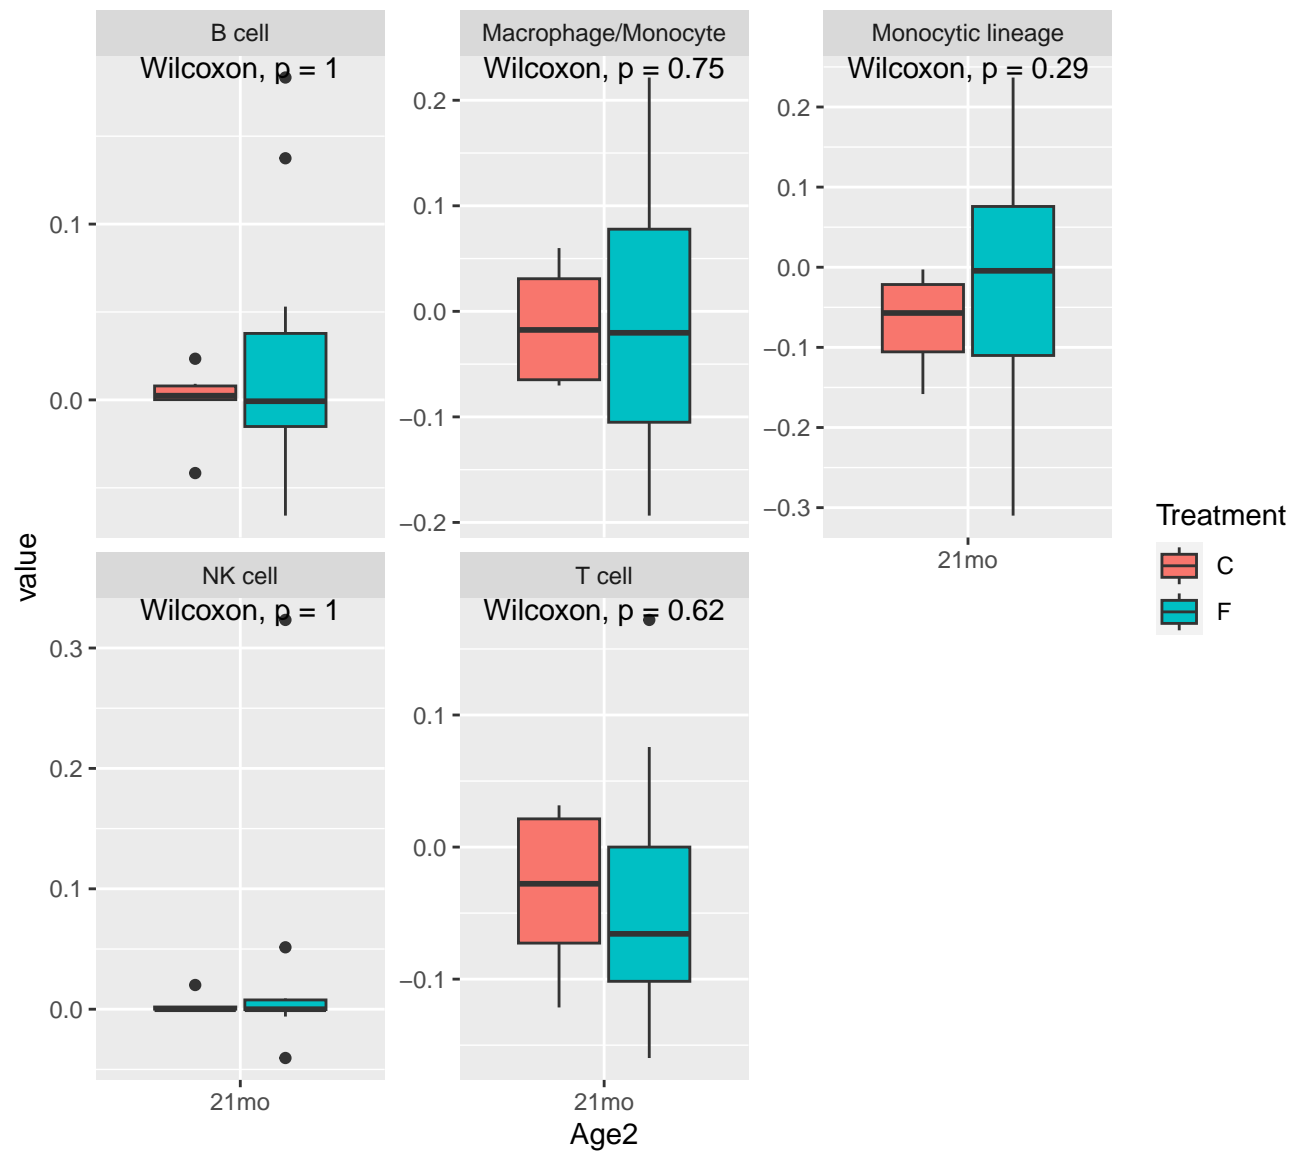 B cell
Macrophage/Monocyte
Monocytic lineage
Wilcoxon, p = 1
Wilcoxon, p = 0.75
Wilcoxon, p = 0.29
0.1
0.0
0.2
0.1
0.0
−0.1
−0.2
0.2
0.1
0.0
−0.1
−0.2
−0.3
21mo
value
NK cell
T cell
Wilcoxon, p = 1
Wilcoxon, p = 0.62
0.3
0.2
0.1
0.0
0.1
0.0
−0.1
21mo
21mo
Age2
Treatment
C
F